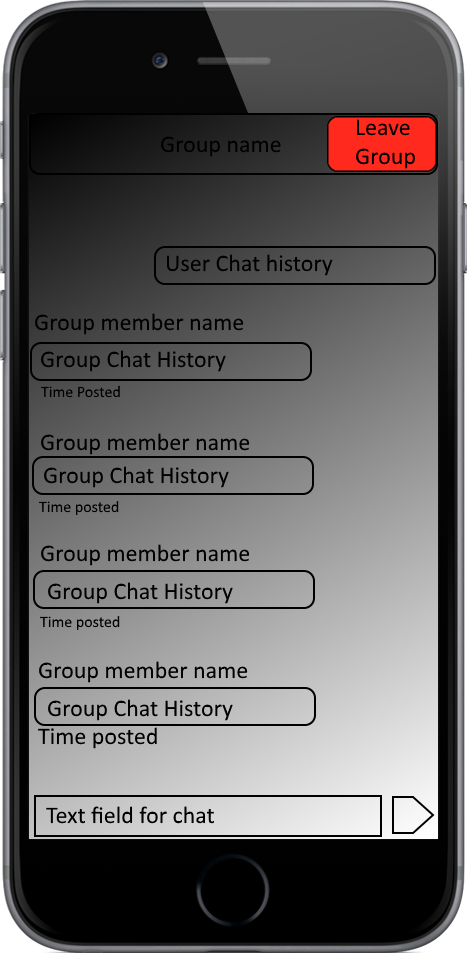 Group name
Leave
Group
User Chat history
Group member name
Group Chat History
Time Posted
Group member name
Group Chat History
Time posted
Group member name
Group Chat History
Time posted
Group member name
Group Chat History
Time posted
Text field for chat